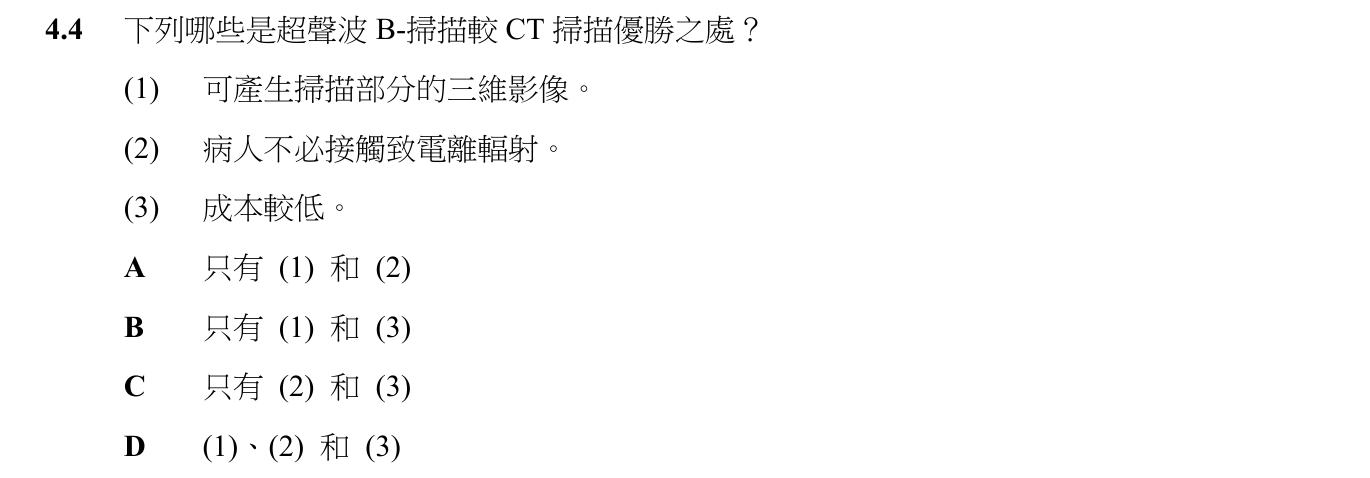 4.4 下列哪些是超聲波 B-掃描較 CT 掃描優勝之處？
(1) 可產生掃描部分的三維影像。
(2) 病人不必接觸致電離輻射。
(3) 成本較低。
A 只有 (1) 和 (2)
B 只有 (1) 和 (3)
C 只有 (2) 和 (3)
D (1)、(2) 和 (3)